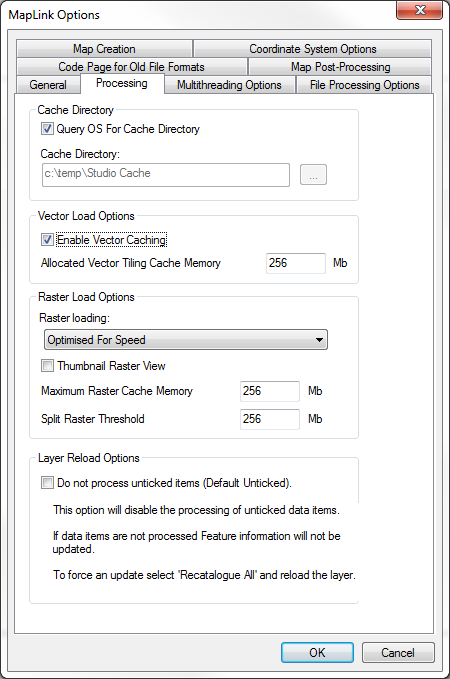 MapLink Options
Map Creation
Coordinate System Options
Code Page for Old File Formats
Map Post-Processing
General
Processing
Multithreading Options
File Processing Options
Cache Directory
Query OS For Cache Directory
Cache Directory:
c:\temp\Studio Cache
...
Vector Load Options
Enable Vector Caching
Allocated Vector Tiling Cache Memory 256 Mb
Raster Load Options
Raster loading:
Optimised For Speed
Thumbnail Raster View
Maximum Raster Cache Memory 256 Mb
Split Raster Threshold 256 Mb
Layer Reload Options
Do not process unticked items (Default Unticked).
This option will disable the processing of unticked data items.
If data items are not processed Feature information will not be
updated.
To force an update select 'Recatalogue All' and reload the layer.
OK
Cancel